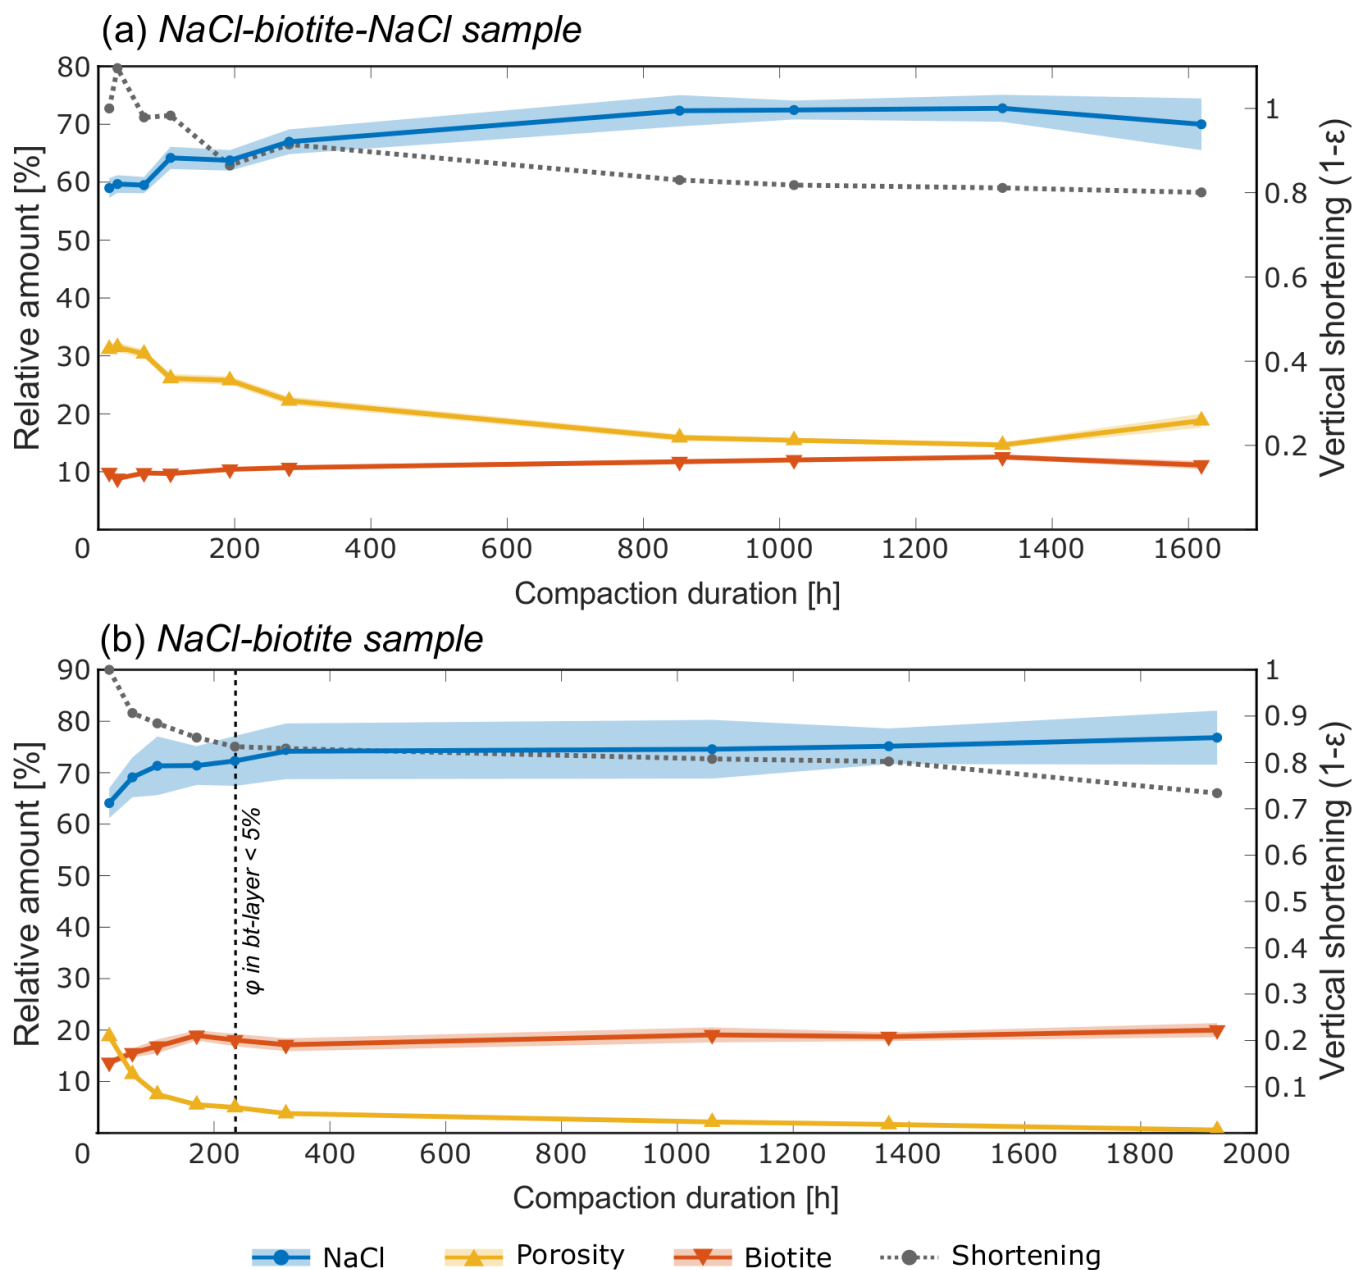 (a) NaCl-biotite-NaCl sample
80
70
60
50
40
30
20
10
Relative amount [%]
1
0.8
0.6
0.4
0.2
Vertical shortening (1-ε)
0 200 400 600 800 1000 1200 1400 1600
Compaction duration [h]
(b) NaCl-biotite sample
90
80
70
60
50
40
30
20
10
Relative amount [%]
φ in bt-layer < 5%
1
0.9
0.8
0.7
0.6
0.5
0.4
0.3
0.2
0.1
Vertical shortening (1-ε)
0 200 400 600 800 1000 1200 1400 1600 1800 2000
Compaction duration [h]
NaCl Porosity Biotite Shortening